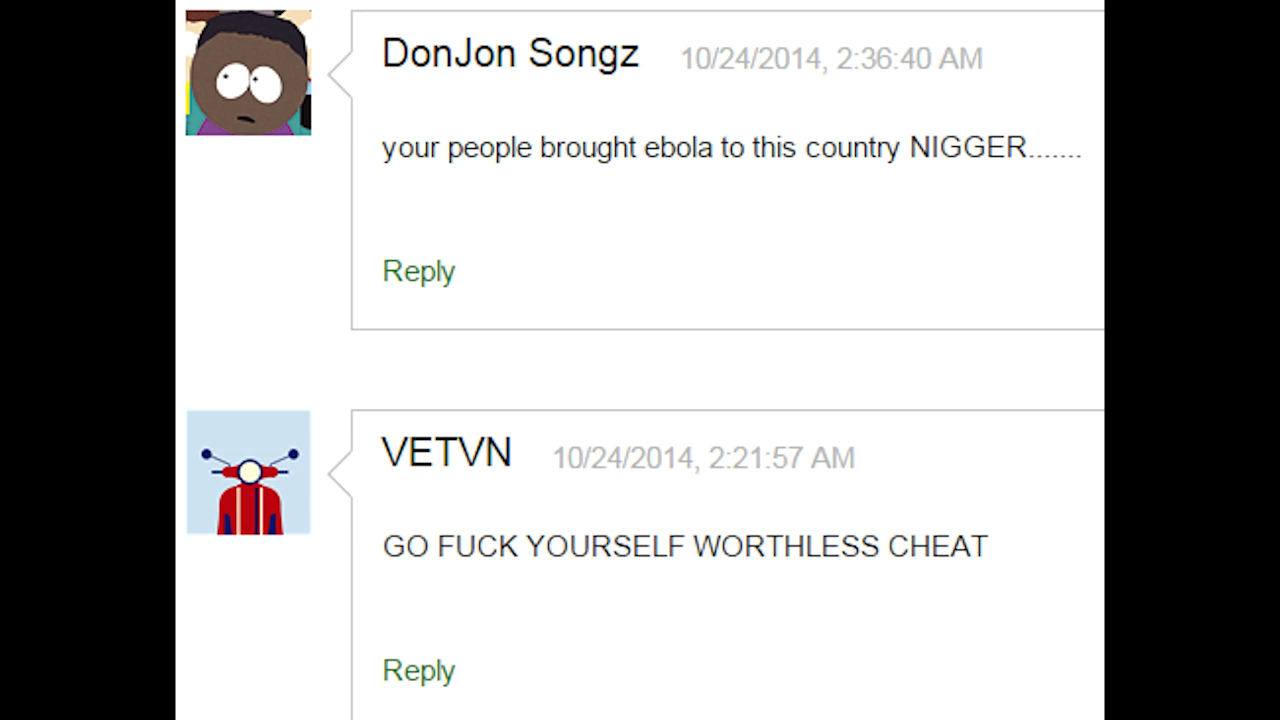 DonJon Songz 10/24/2014, 2:36:40 AM
your people brought ebola to this country NIGGER.......
Reply
VETVN 10/24/2014, 2:21:57 AM
GO FUCK YOURSELF WORTHLESS CHEAT
Reply